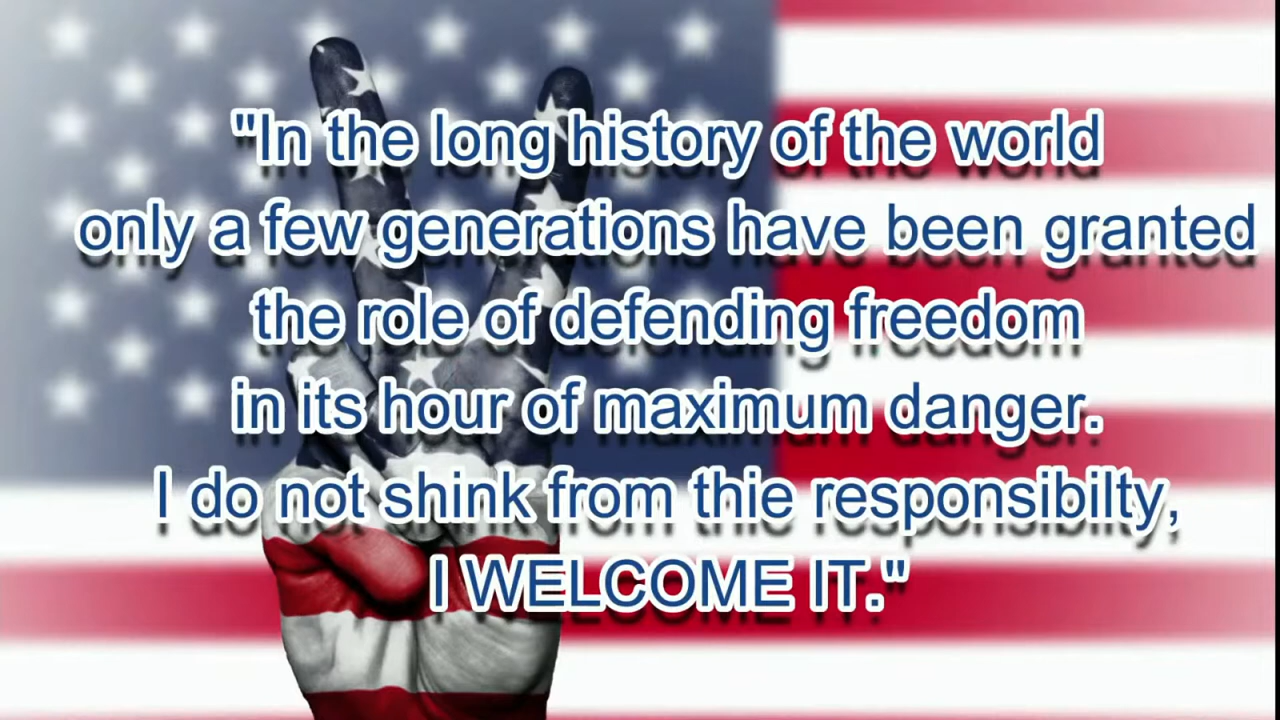 "In the long history of the world
only a few generations have been granted
the role of defending freedom
in its hour of maximum danger.
I do not shink from thie responsibilty,
I WELCOME IT."